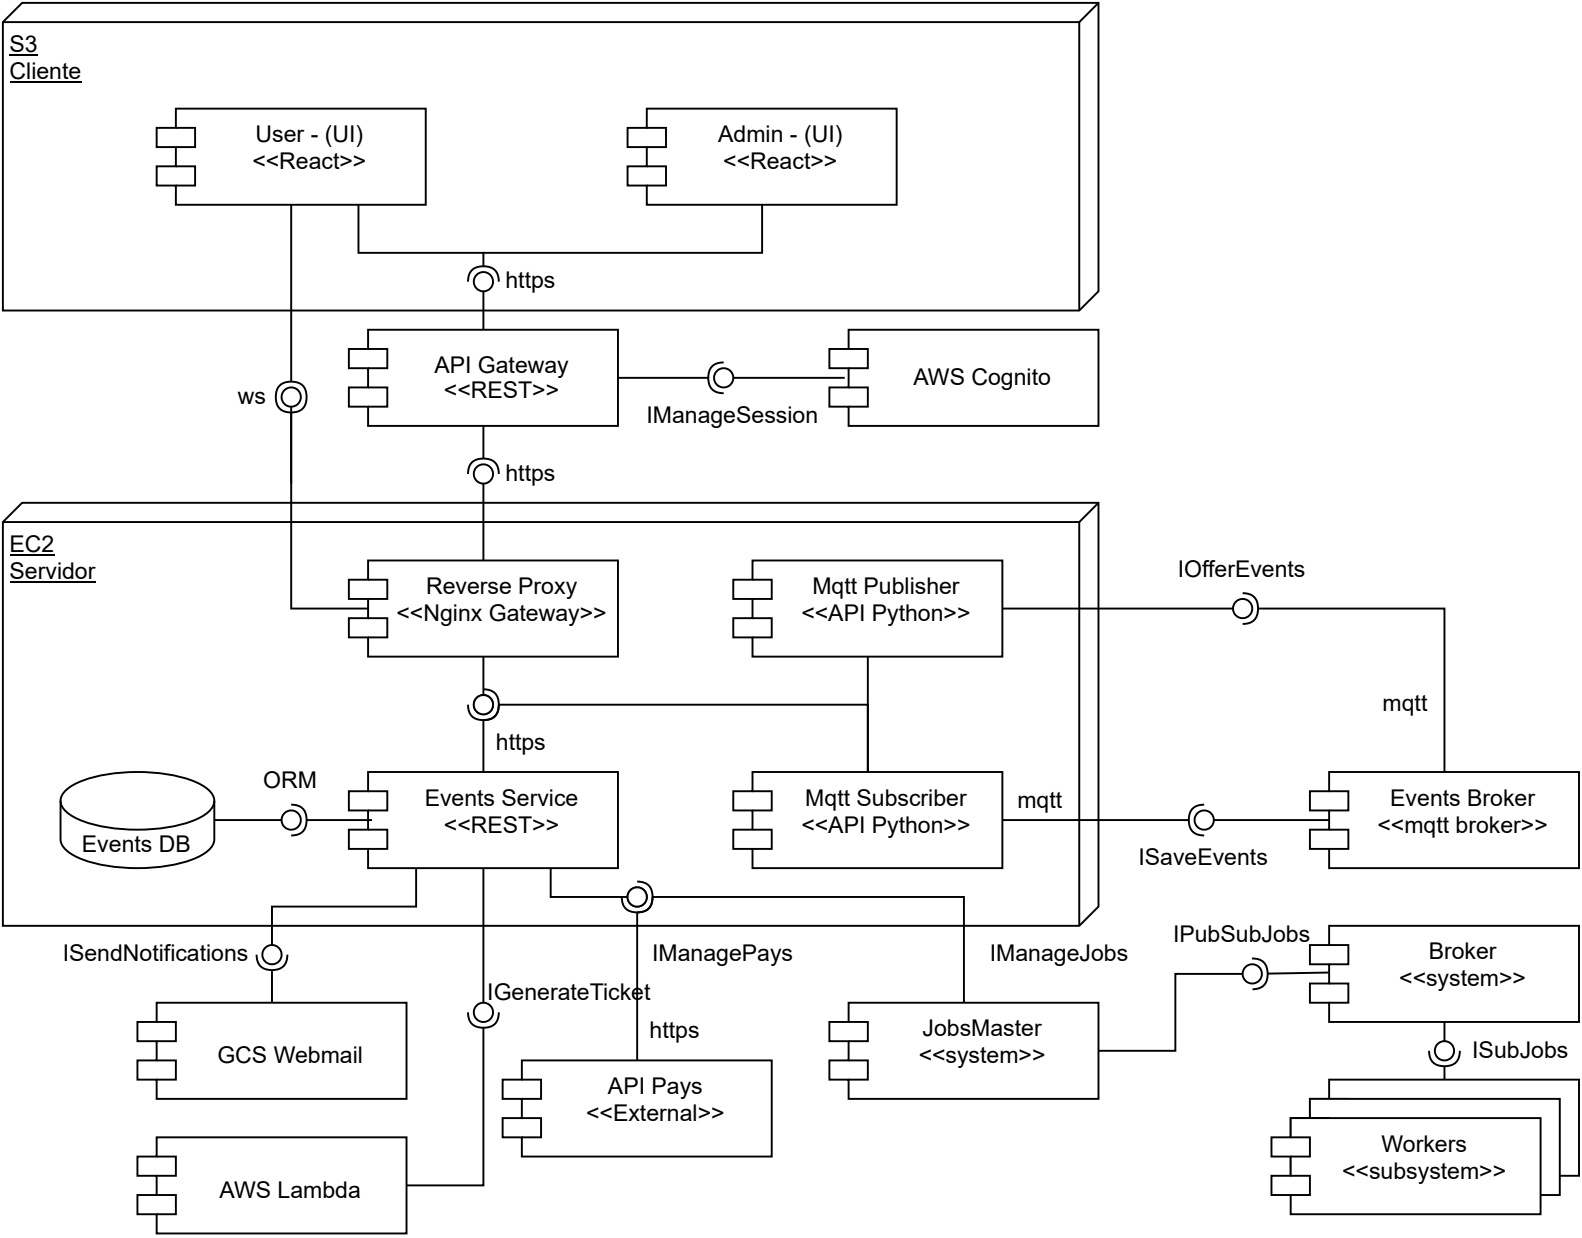 S3
Cliente
User - (UI)
<<React>>
Admin - (UI)
<<React>>
https
API Gateway
<<REST>>
AWS Cognito
ws
IManageSession
https
EC2
Servidor
Reverse Proxy
<<Nginx Gateway>>
Mqtt Publisher
<<API Python>>
IOfferEvents
mqtt
https
ORM
Events DB
Events Service
<<REST>>
Mqtt Subscriber
<<API Python>>
mqtt
Events Broker
<<mqtt broker>>
ISaveEvents
ISendNotifications
IManagePays
IManageJobs
IPubSubJobs
Broker
<<system>>
IGenerateTicket
https
GCS Webmail
JobsMaster
<<system>>
ISubJobs
API Pays
<<External>>
AWS Lambda
Workers
<<subsystem>>